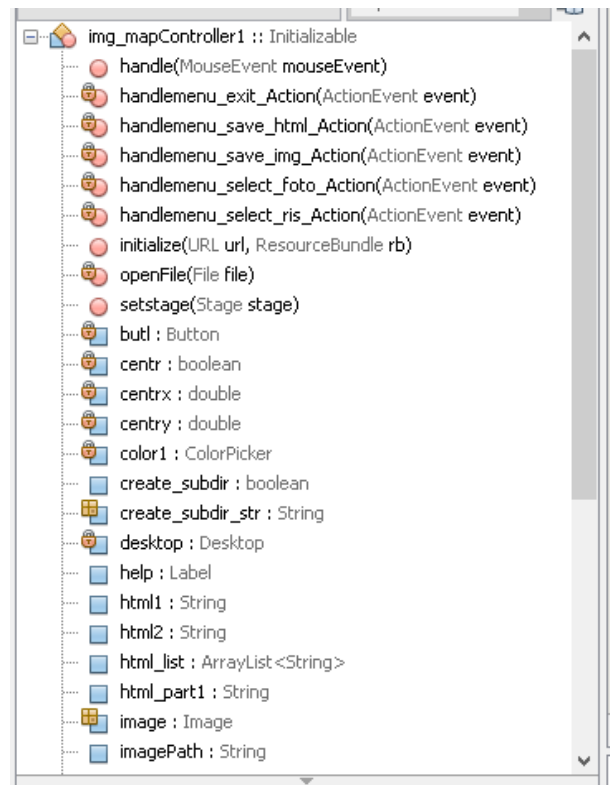 img_mapController1 :: Initializable
handle(MouseEvent mouseEvent)
handlemenu_exit_Action(ActionEvent event)
handlemenu_save_html_Action(ActionEvent event)
handlemenu_save_img_Action(ActionEvent event)
handlemenu_select_foto_Action(ActionEvent event)
handlemenu_select_ris_Action(ActionEvent event)
initialize(URL url, ResourceBundle rb)
openFile(File file)
setstage(Stage stage)
butl : Button
centr : boolean
centrx : double
centry : double
color1 : ColorPicker
create_subdir : boolean
create_subdir_str : String
desktop : Desktop
help : Label
html1 : String
html2 : String
html_list : ArrayList<String>
html_part1 : String
image : Image
imagePath : String